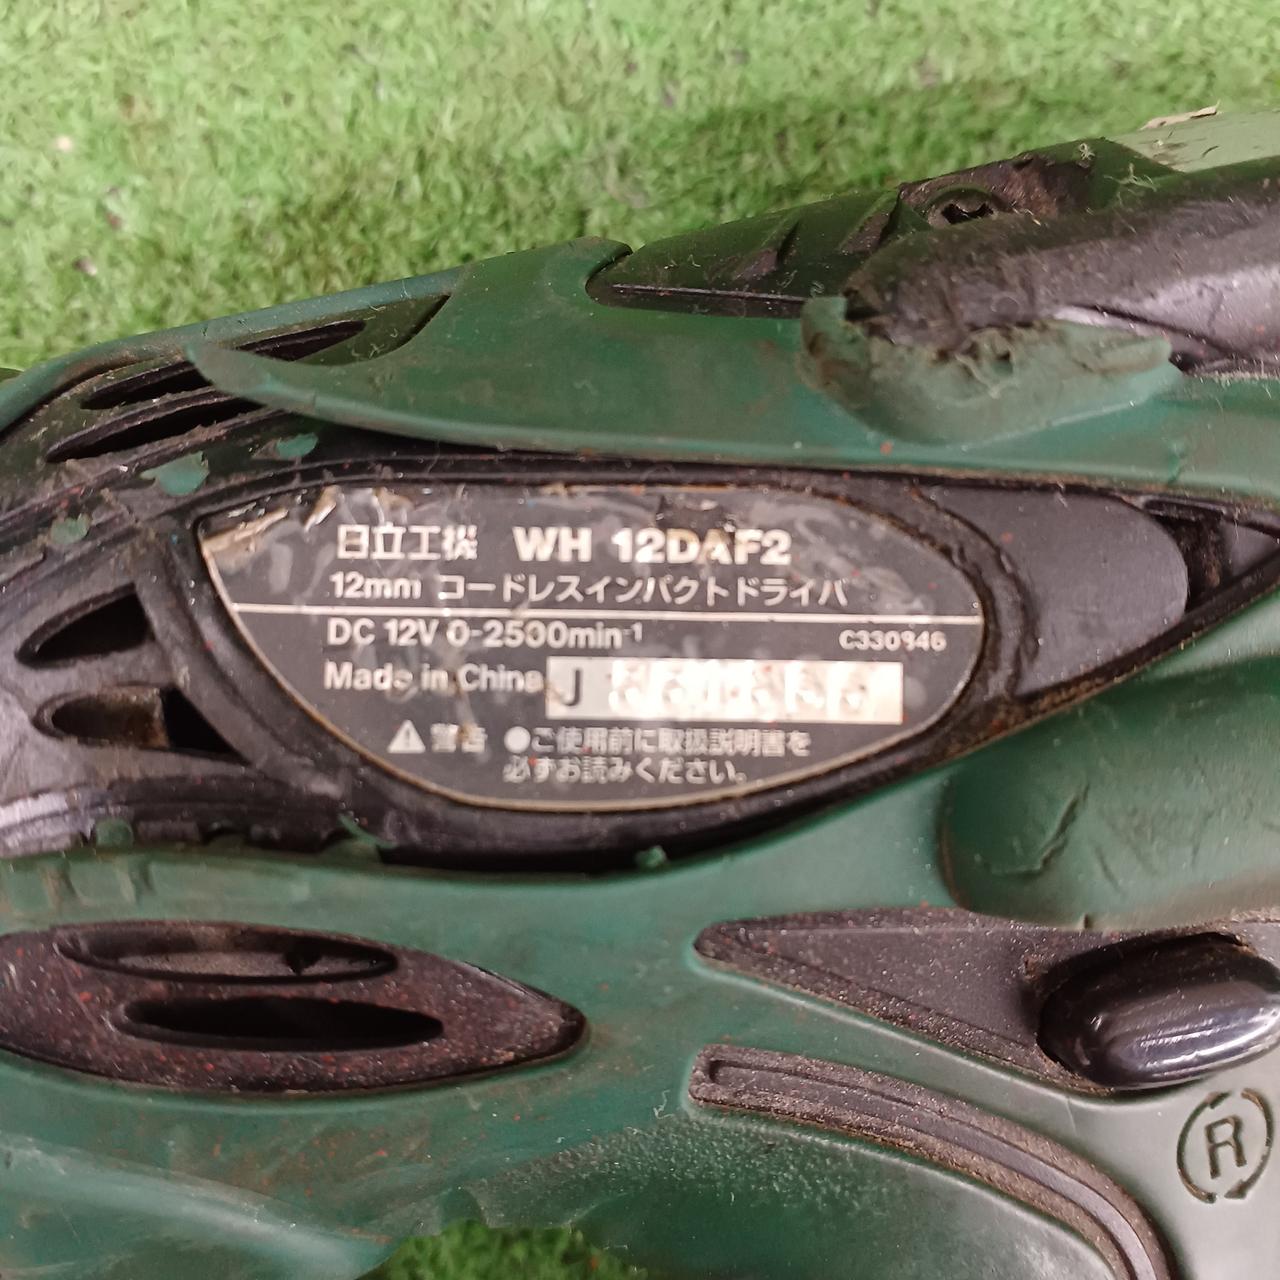 日立工機 WH 12DAF2
12mm コードレスインパクトドライバ
DC 12V 0-2500min-1 C330946
Made in China J
⚠警告 ●ご使用前に取扱説明書を
必ずお読みください。
R